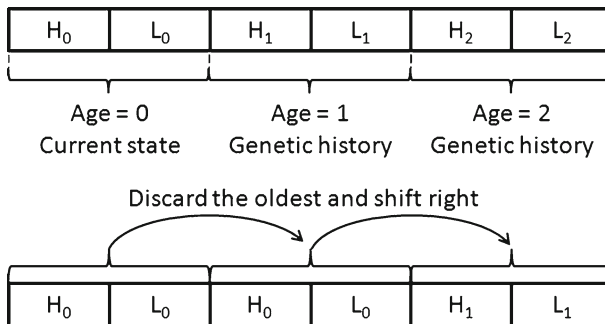 H₀ L₀ H₁ L₁ H₂ L₂
Age = 0 Age = 1 Age = 2
Current state Genetic history Genetic history
Discard the oldest and shift right
H₀ L₀ H₀ L₀ H₁ L₁